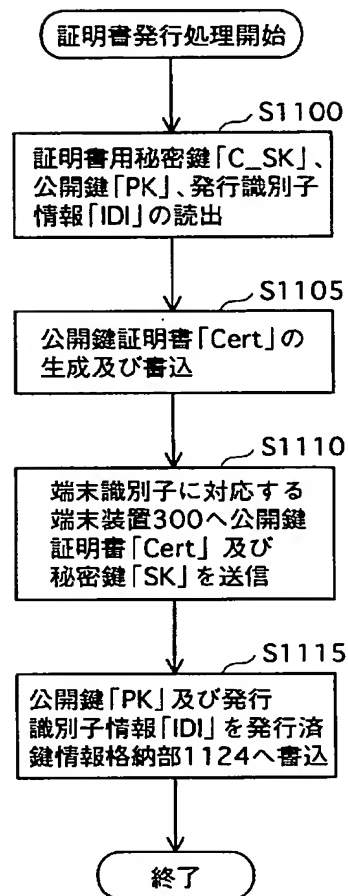 証明書発行処理開始
S1100
証明書用秘密鍵「C_SK」、
公開鍵「PK」、発行識別子
情報「IDI」の読出
S1105
公開鍵証明書「Cert」の
生成及び書込
S1110
端末識別子に対応する
端末装置300へ公開鍵
証明書「Cert」及び
秘密鍵「SK」を送信
S1115
公開鍵「PK」及び発行
識別子情報「IDI」を発行済
鍵情報格納部1124へ書込
終了